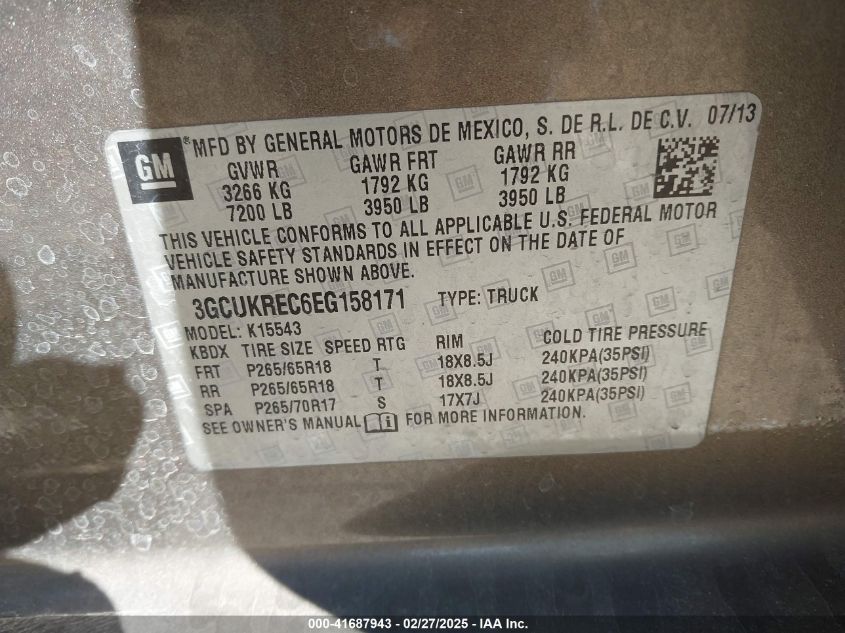 GM ® MFD BY GENERAL MOTORS DE MEXICO, S. DE R.L. DE C.V. 07/13
GVWR GAWR FRT GAWR RR
3266 KG 1792 KG 1792 KG
7200 LB 3950 LB 3950 LB
THIS VEHICLE CONFORMS TO ALL APPLICABLE U.S. FEDERAL MOTOR
VEHICLE SAFETY STANDARDS IN EFFECT ON THE DATE OF
MANUFACTURE SHOWN ABOVE.
3GCUKREC6EG158171 TYPE: TRUCK
MODEL: K15543
KBDX TIRE SIZE SPEED RTG RIM COLD TIRE PRESSURE
FRT P265/65R18 T 18X8.5J 240KPA(35PSI)
RR P265/65R18 T 18X8.5J 240KPA(35PSI)
SPA P265/70R17 S 17X7J 240KPA(35PSI)
SEE OWNER'S MANUAL FOR MORE INFORMATION.
000-41687943 / 02/27/2025 / IAA Inc.